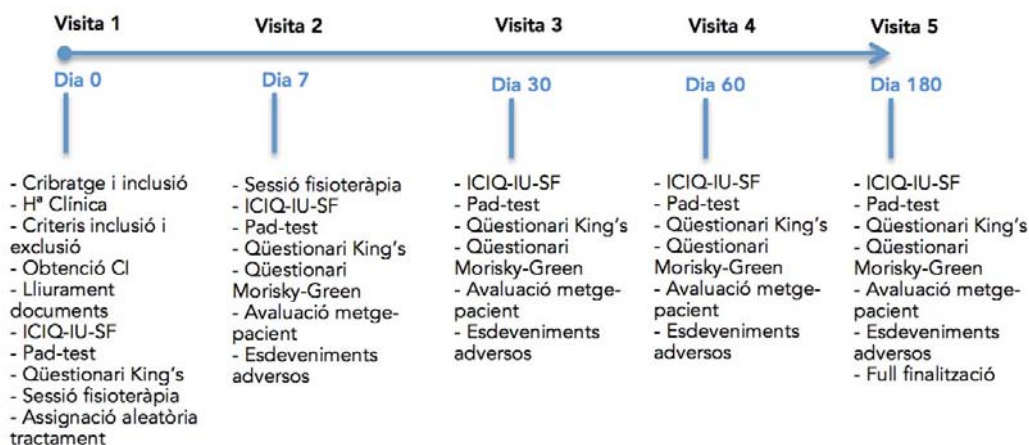 Visita 1
Visita 2
Visita 3
Visita 4
Visita 5
Dia 0
Dia 7
Dia 30
Dia 60
Dia 180
- Cribratge i inclusió
- Hª Clínica
- Criteris inclusió i
exclusió
- Obtenció CI
- Lliurament
documents
- ICIQ-IU-SF
- Pad-test
- Qüestionari King's
- Sessió fisioteràpia
- Assignació aleatòria
tractament
- Sessió fisioteràpia
- ICIQ-IU-SF
- Pad-test
- Qüestionari King's
- Qüestionari
Morisky-Green
- Avaluació metge-
pacient
- Esdeveniments
adversos
- ICIQ-IU-SF
- Pad-test
- Qüestionari King's
- Qüestionari
Morisky-Green
- Avaluació metge-
pacient
- Esdeveniments
adversos
- ICIQ-IU-SF
- Pad-test
- Qüestionari King's
- Qüestionari
Morisky-Green
- Avaluació metge-
pacient
- Esdeveniments
adversos
- ICIQ-IU-SF
- Pad-test
- Qüestionari King's
- Qüestionari
Morisky-Green
- Avaluació metge-
pacient
- Esdeveniments
adversos
- Full finalització